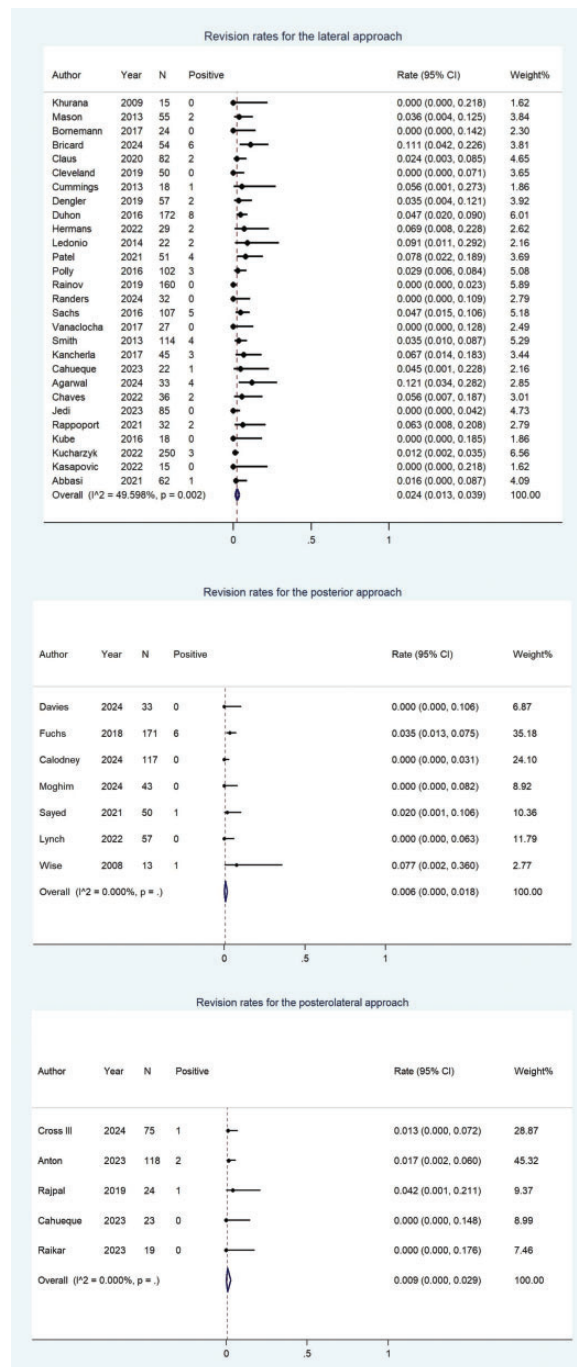 Revision rates for the lateral approach
Author Year N Positive Rate (95% CI) Weight%
Khurana 2009 15 0 0.000 (0.000, 0.218) 1.62
Mason 2013 55 2 0.036 (0.004, 0.125) 3.84
Bornemann 2017 24 0 0.000 (0.000, 0.142) 2.30
Bricard 2024 54 6 0.111 (0.042, 0.226) 3.81
Claus 2020 82 2 0.024 (0.003, 0.085) 4.65
Cleveland 2019 50 0 0.000 (0.000, 0.071) 3.65
Cummings 2013 18 1 0.056 (0.001, 0.273) 1.86
Dengler 2019 57 2 0.035 (0.004, 0.121) 3.92
Duhon 2016 172 8 0.047 (0.020, 0.090) 6.01
Hermans 2022 29 2 0.069 (0.008, 0.228) 2.62
Ledonio 2014 22 2 0.091 (0.011, 0.292) 2.16
Patel 2021 51 4 0.078 (0.022, 0.189) 3.69
Polly 2016 102 3 0.029 (0.006, 0.084) 5.08
Rainov 2019 160 0 0.000 (0.000, 0.023) 5.89
Randers 2024 32 0 0.000 (0.000, 0.109) 2.79
Sachs 2016 107 5 0.047 (0.015, 0.106) 5.18
Vanaclocha 2017 27 0 0.000 (0.000, 0.128) 2.49
Smith 2013 114 4 0.035 (0.010, 0.087) 5.29
Kancherla 2017 45 3 0.067 (0.014, 0.183) 3.44
Cahueque 2023 22 1 0.045 (0.001, 0.228) 2.16
Agarwal 2024 33 4 0.121 (0.034, 0.282) 2.85
Chaves 2022 36 2 0.056 (0.007, 0.187) 3.01
Jedi 2023 85 0 0.000 (0.000, 0.042) 4.73
Rappoport 2021 32 2 0.063 (0.008, 0.208) 2.79
Kube 2016 18 0 0.000 (0.000, 0.185) 1.86
Kucharzyk 2022 250 3 0.012 (0.002, 0.035) 6.56
Kasapovic 2022 15 0 0.000 (0.000, 0.218) 1.62
Abbasi 2021 62 1 0.016 (0.000, 0.087) 4.09
Overall (I^2 = 49.598%, p = 0.002) 0.024 (0.013, 0.039) 100.00
0 .5 1
Revision rates for the posterior approach
Author Year N Positive Rate (95% CI) Weight%
Davies 2024 33 0 0.000 (0.000, 0.106) 6.87
Fuchs 2018 171 6 0.035 (0.013, 0.075) 35.18
Calodney 2024 117 0 0.000 (0.000, 0.031) 24.10
Moghim 2024 43 0 0.000 (0.000, 0.082) 8.92
Sayed 2021 50 1 0.020 (0.001, 0.106) 10.36
Lynch 2022 57 0 0.000 (0.000, 0.063) 11.79
Wise 2008 13 1 0.077 (0.002, 0.360) 2.77
Overall (I^2 = 0.000%, p = .) 0.006 (0.000, 0.018) 100.00
0 .5 1
Revision rates for the posterolateral approach
Author Year N Positive Rate (95% CI) Weight%
Cross III 2024 75 1 0.013 (0.000, 0.072) 28.87
Anton 2023 118 2 0.017 (0.002, 0.060) 45.32
Rajpal 2019 24 1 0.042 (0.001, 0.211) 9.37
Cahueque 2023 23 0 0.000 (0.000, 0.148) 8.99
Raikar 2023 19 0 0.000 (0.000, 0.176) 7.46
Overall (I^2 = 0.000%, p = .) 0.009 (0.000, 0.029) 100.00
0 .5 1